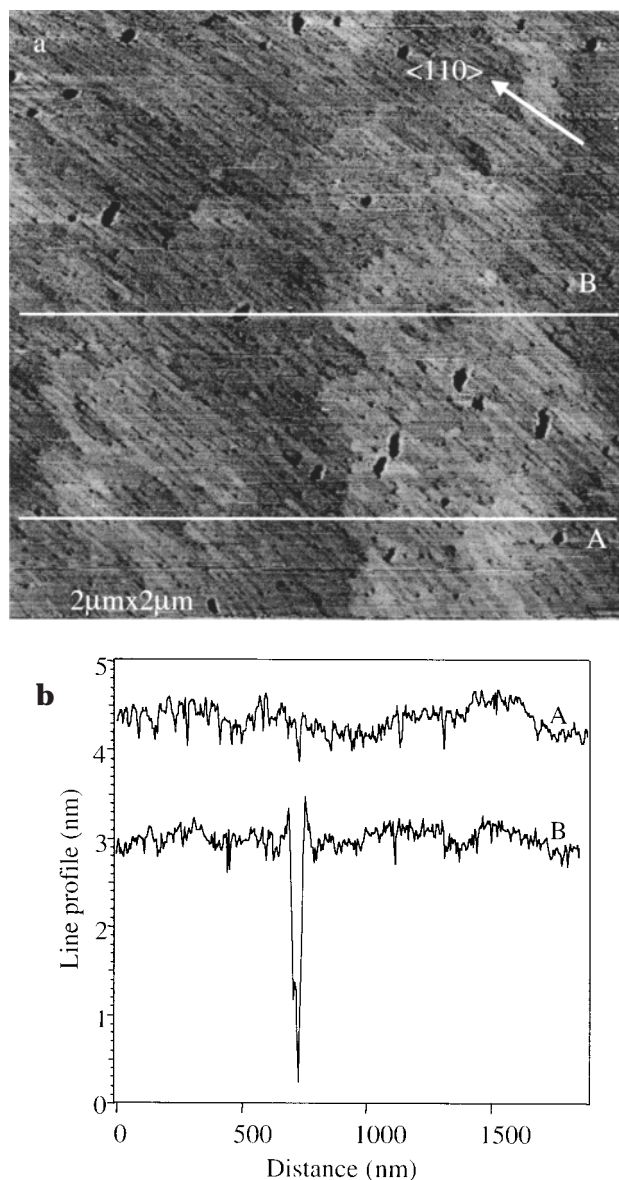 a
<110>
B
A
2μmx2μm
b
5
4
3
2
1
0
A
B
Line profile (nm)
0 500 1000 1500
Distance (nm)